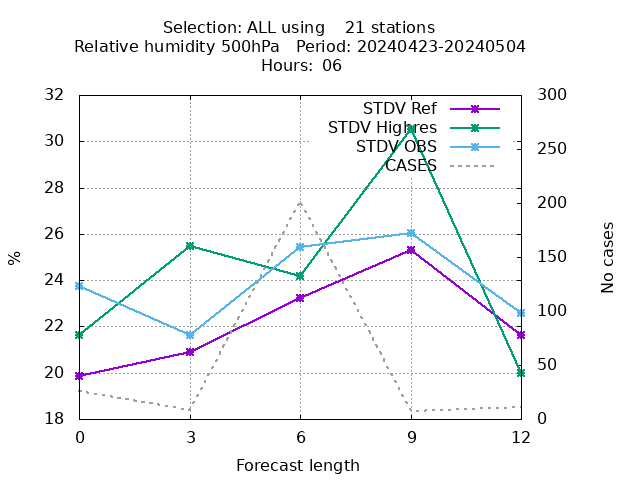 Selection: ALL using    21 stations
Relative humidity 500hPa   Period: 20240423-20240504
Hours: 06
STDV Ref
STDV Highres
STDV OBS
CASES
32
30
28
26
24
22
20
18
%
300
250
200
150
100
50
0
No cases
0 3 6 9 12
Forecast length